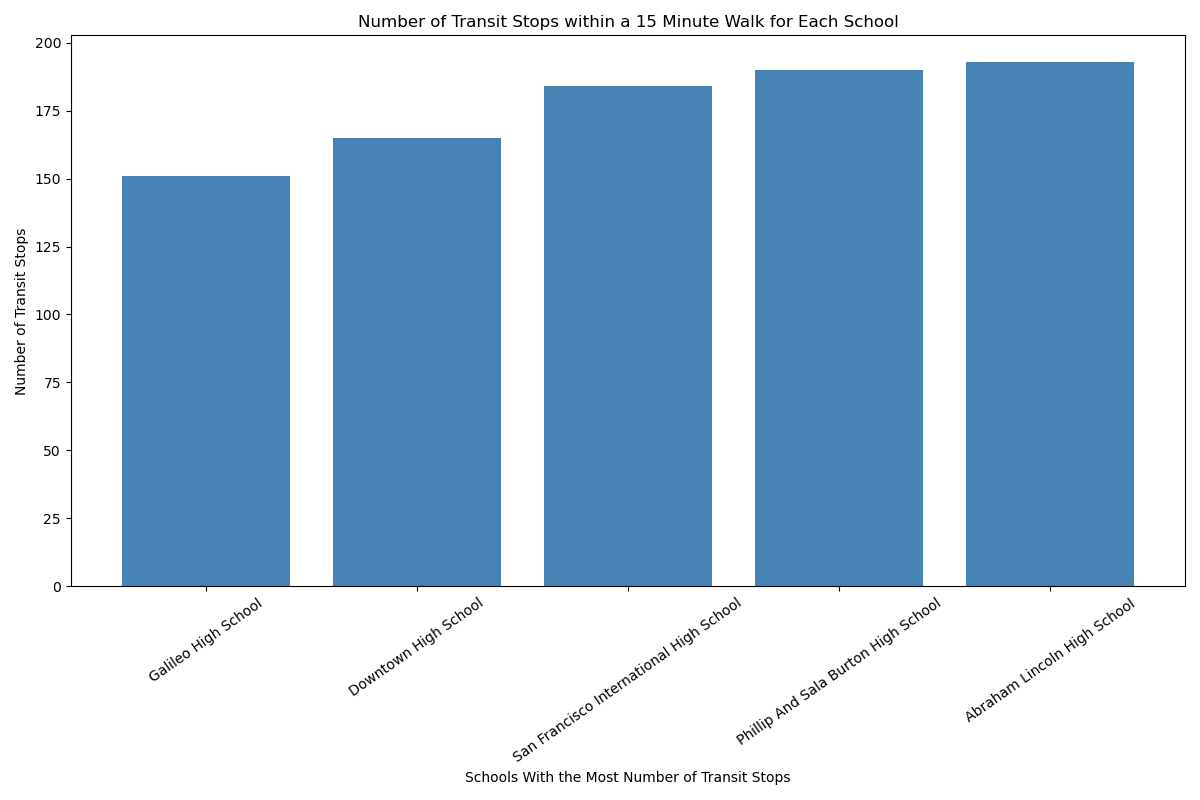 Number of Transit Stops within a 15 Minute Walk for Each School
200
175
150
125
100
75
50
25
0
Number of Transit Stops
Galileo High School
Downtown High School
San Francisco International High School
Phillip And Sala Burton High School
Abraham Lincoln High School
Schools With the Most Number of Transit Stops